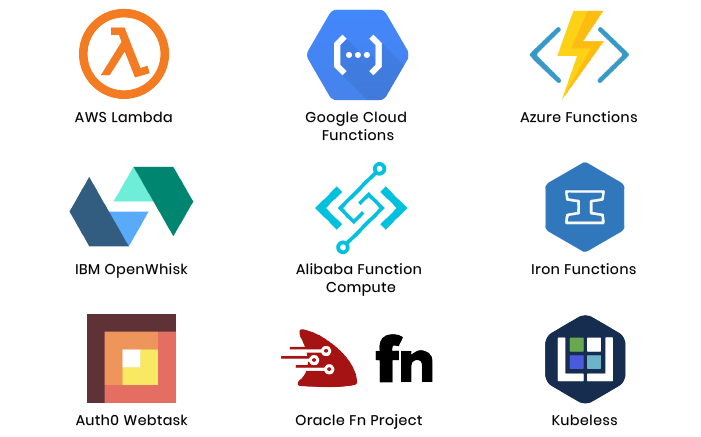 AWS Lambda
Google Cloud
Functions
Azure Functions
IBM OpenWhisk
Alibaba Function
Compute
Iron Functions
Auth0 Webtask
fn
Oracle Fn Project
Kubeless